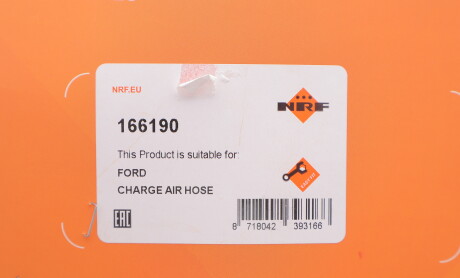 NRF.EU
NRF
166190
This Product is suitable for:
FORD
CHARGE AIR HOSE
EAC
8 718042 393166